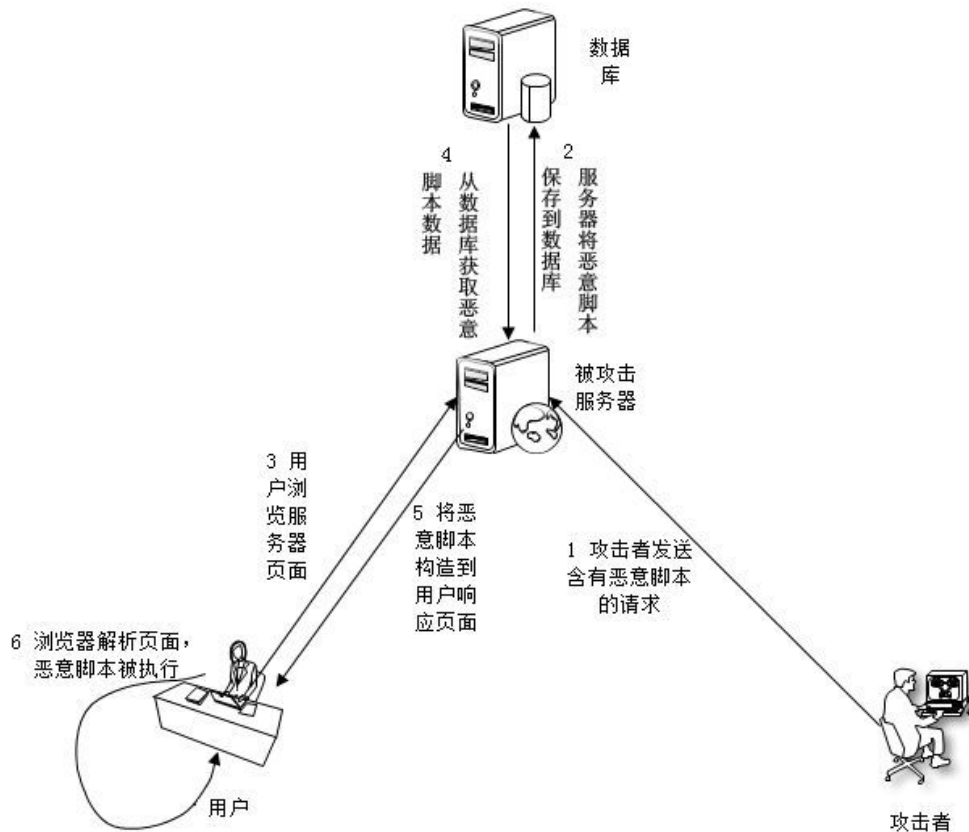 数据
库
4
从数据库获取恶意
脚本数据
2
服务器将恶意脚本
保存到数据库
被攻击
服务器
3 用
户浏
览服
务器
页面
5 将恶
意脚本
构造到
用户响
应页面
1 攻击者发送
含有恶意脚本
的请求
6 浏览器解析页面，
恶意脚本被执行
用户
攻击者